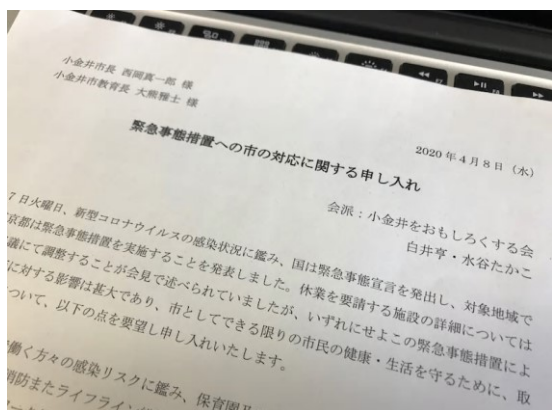 小金井市長 西岡真一郎 様
小金井市教育長 大熊雅士 様
2020年4月8日(水)
緊急事態措置への市の対応に関する申し入れ
会派:小金井をおもしろくする会
白井亨・水谷たかこ
7日火曜日、新型コロナウイルスの感染状況に鑑み、国は緊急事態宣言を発出し、対象地域で
京都は緊急事態措置を実施することを発表しました。休業を要請する施設の詳細については
議にて調整することが会見で述べられていましたが、いずれにせよこの緊急事態措置によ
に対する影響は甚大であり、市としてできる限りの市民の健康・生活を守るために、取
ついて、以下の点を要望し申し入れいたします。
働く方々の感染リスクに鑑み、保育園及
消防またライフライン